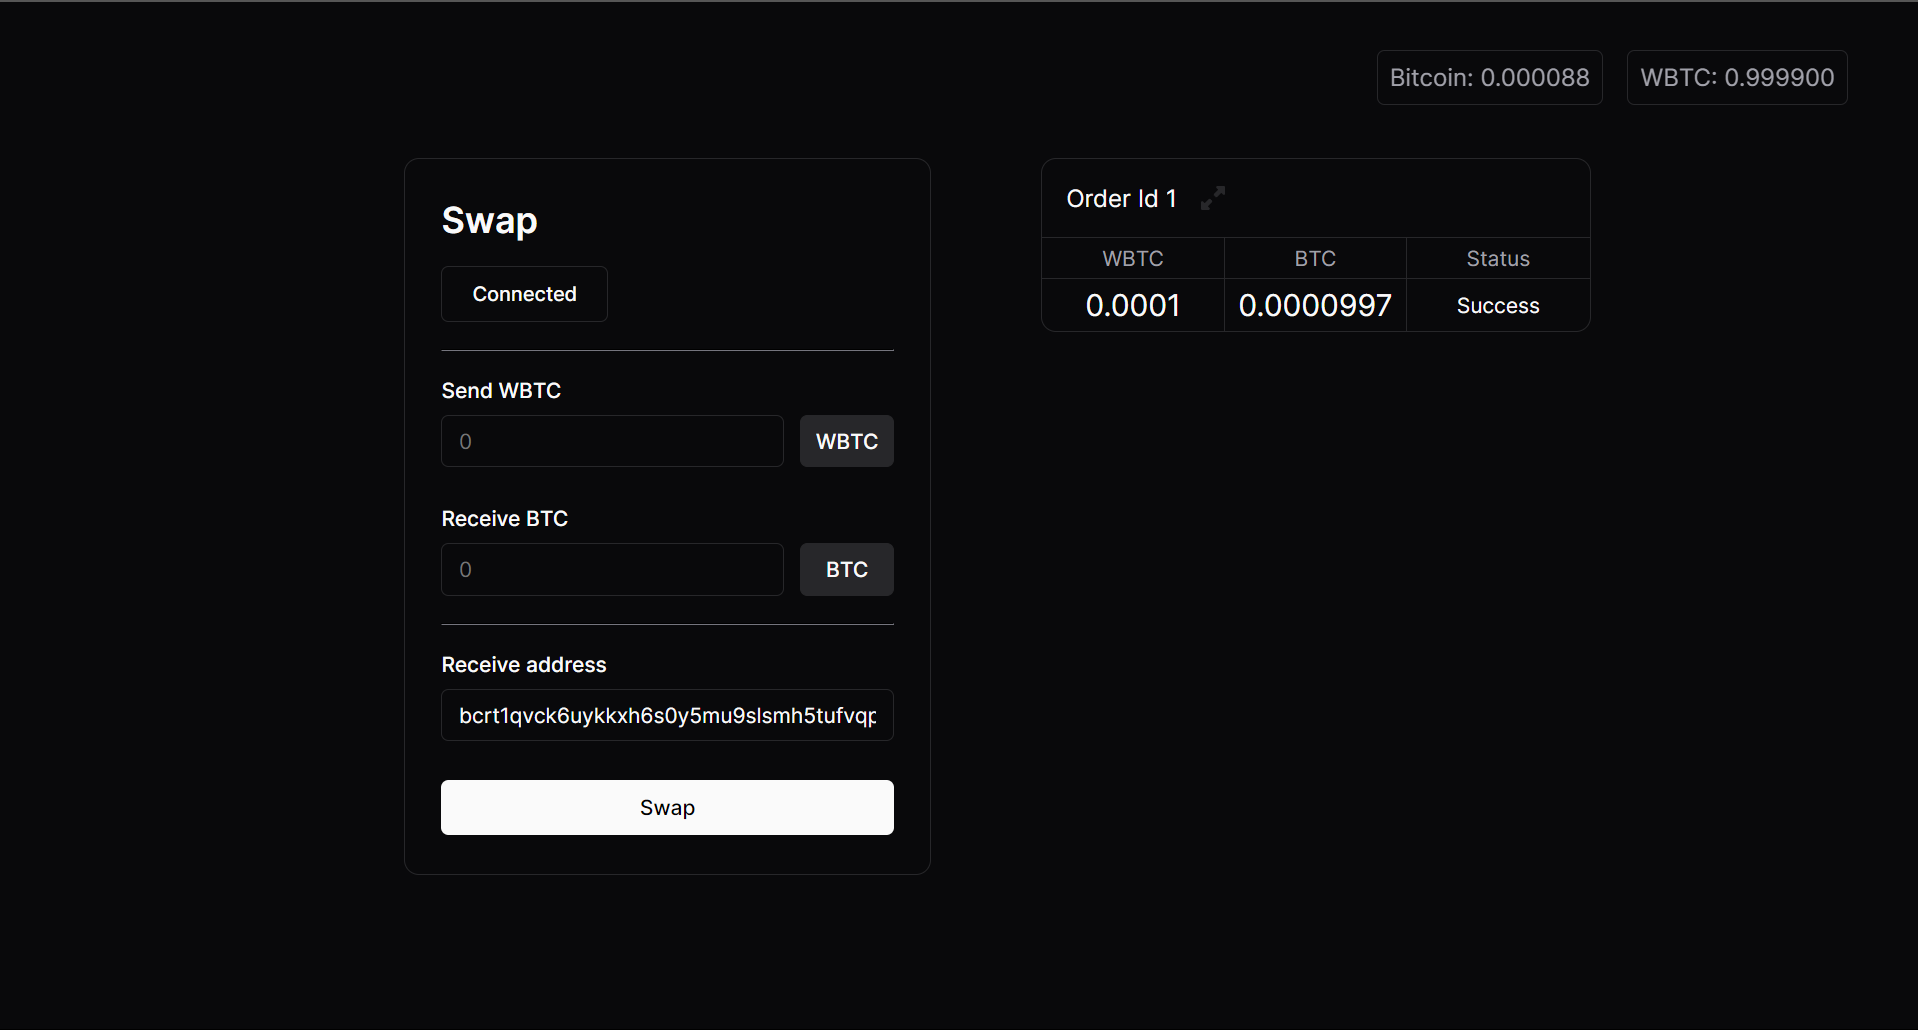 Bitcoin: 0.000088 WBTC: 0.999900
Swap
Connected
Send WBTC
0 WBTC
Receive BTC
0 BTC
Receive address
bcrt1qvck6uykkxh6s0y5mu9slsmh5tufvqp
Swap
Order Id 1
WBTC BTC Status
0.0001 0.0000997 Success